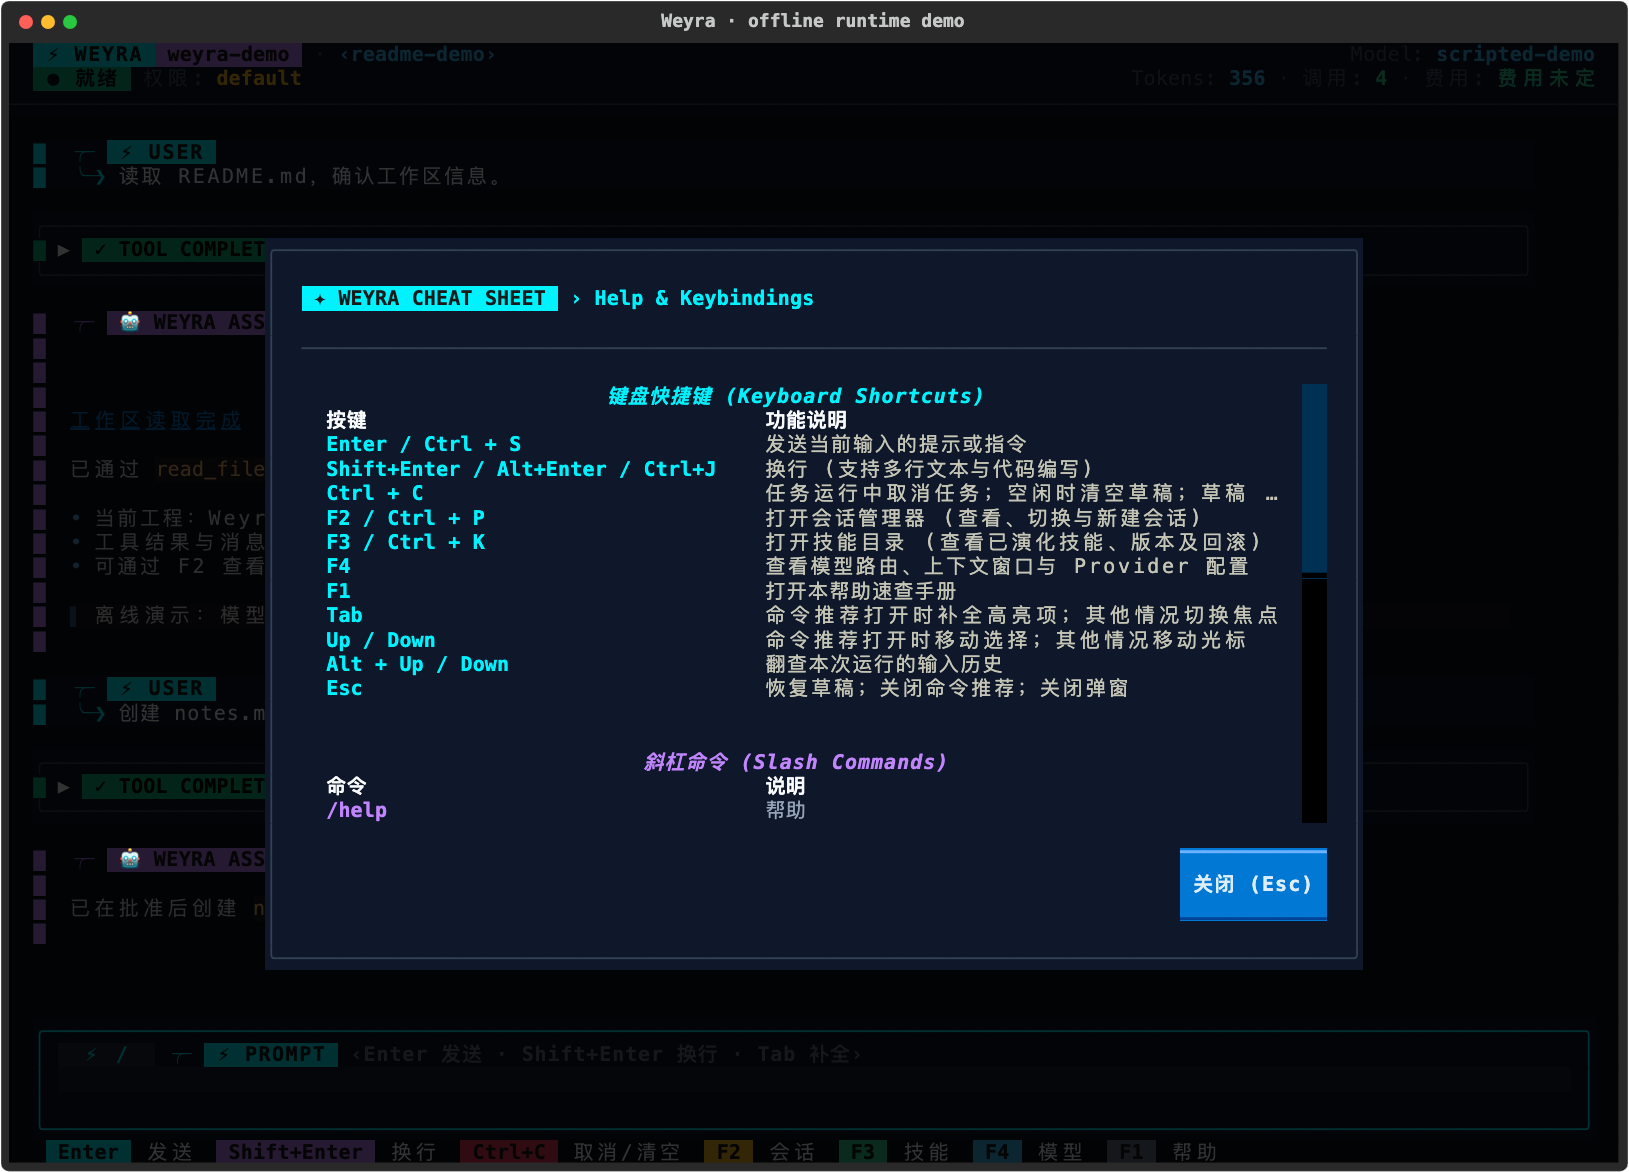 Weyra · offline runtime demo
⚡ WEYRA weyra-demo · ‹readme-demo› Model: scripted-demo
● 就绪 权限: default Tokens: 356 · 调用: 4 · 费用: 费用未定
⚡ USER
读取 README.md, 确认工作区信息。
▶ ✓ TOOL COMPLET
✦ WEYRA CHEAT SHEET › Help & Keybindings
🤖 WEYRA ASS
键盘快捷键 (Keyboard Shortcuts)
按键 功能说明
Enter / Ctrl + S 发送当前输入的提示或指令
Shift+Enter / Alt+Enter / Ctrl+J 换行 (支持多行文本与代码编写)
Ctrl + C 任务运行中取消任务; 空闲时清空草稿; 草稿 …
F2 / Ctrl + P 打开会话管理器 (查看、切换与新建会话)
F3 / Ctrl + K 打开技能目录 (查看已演化技能、版本及回滚)
F4 查看模型路由、上下文窗口与 Provider 配置
F1 打开本帮助速查手册
Tab 命令推荐打开时补全高亮项; 其他情况切换焦点
Up / Down 命令推荐打开时移动选择; 其他情况移动光标
Alt + Up / Down 翻查本次运行的输入历史
Esc 恢复草稿; 关闭命令推荐; 关闭弹窗
斜杠命令 (Slash Commands)
命令 说明
/help 帮助
关闭 (Esc)
工作区读取完成
已通过 read_file
• 当前工程: Weyr
• 工具结果与消息
• 可通过 F2 查看
离线演示: 模型
⚡ USER
创建 notes.m
▶ ✓ TOOL COMPLET
🤖 WEYRA ASS
已在批准后创建 n
⚡ / ⚡ PROMPT ‹Enter 发送 · Shift+Enter 换行 · Tab 补全›
Enter 发送 Shift+Enter 换行 Ctrl+C 取消/清空 F2 会话 F3 技能 F4 模型 F1 帮助